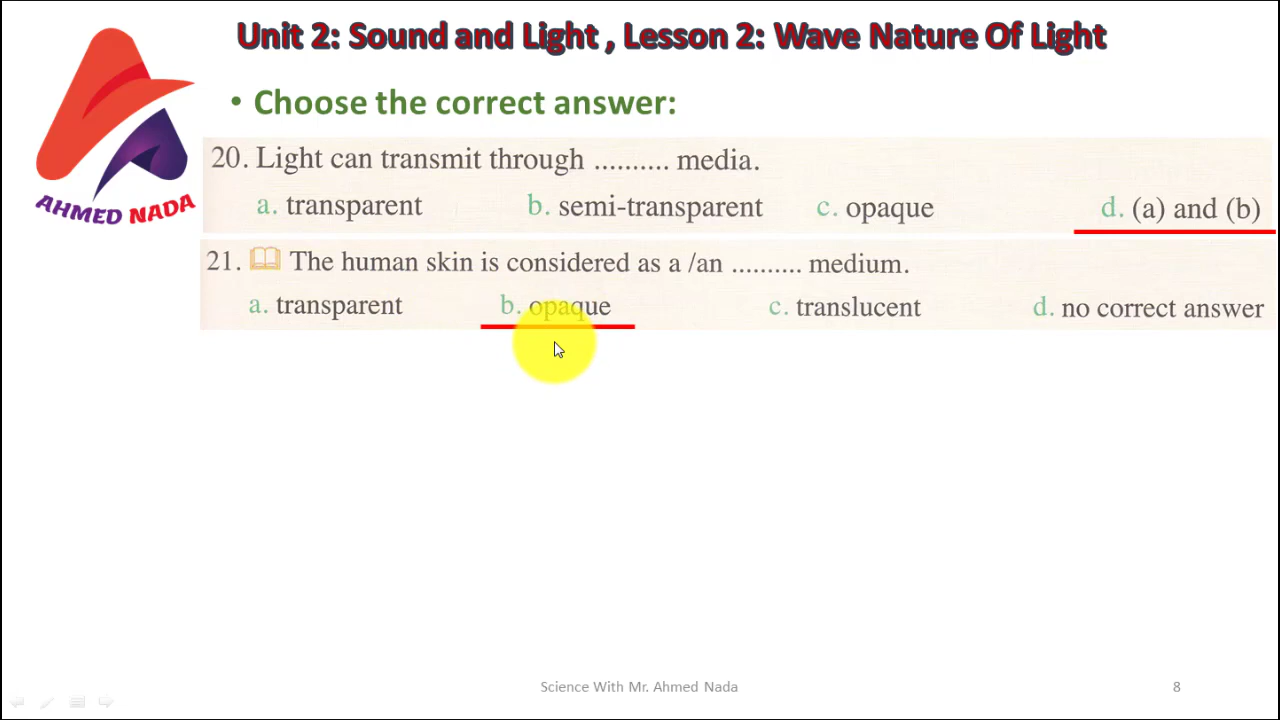 Unit 2: Sound and Light , Lesson 2: Wave Nature Of Light
AHMED NADA
• Choose the correct answer:
20. Light can transmit through .......... media.
a. transparent b. semi-transparent c. opaque d. (a) and (b)
21. The human skin is considered as a /an .......... medium.
a. transparent b. opaque c. translucent d. no correct answer
Science With Mr. Ahmed Nada 8